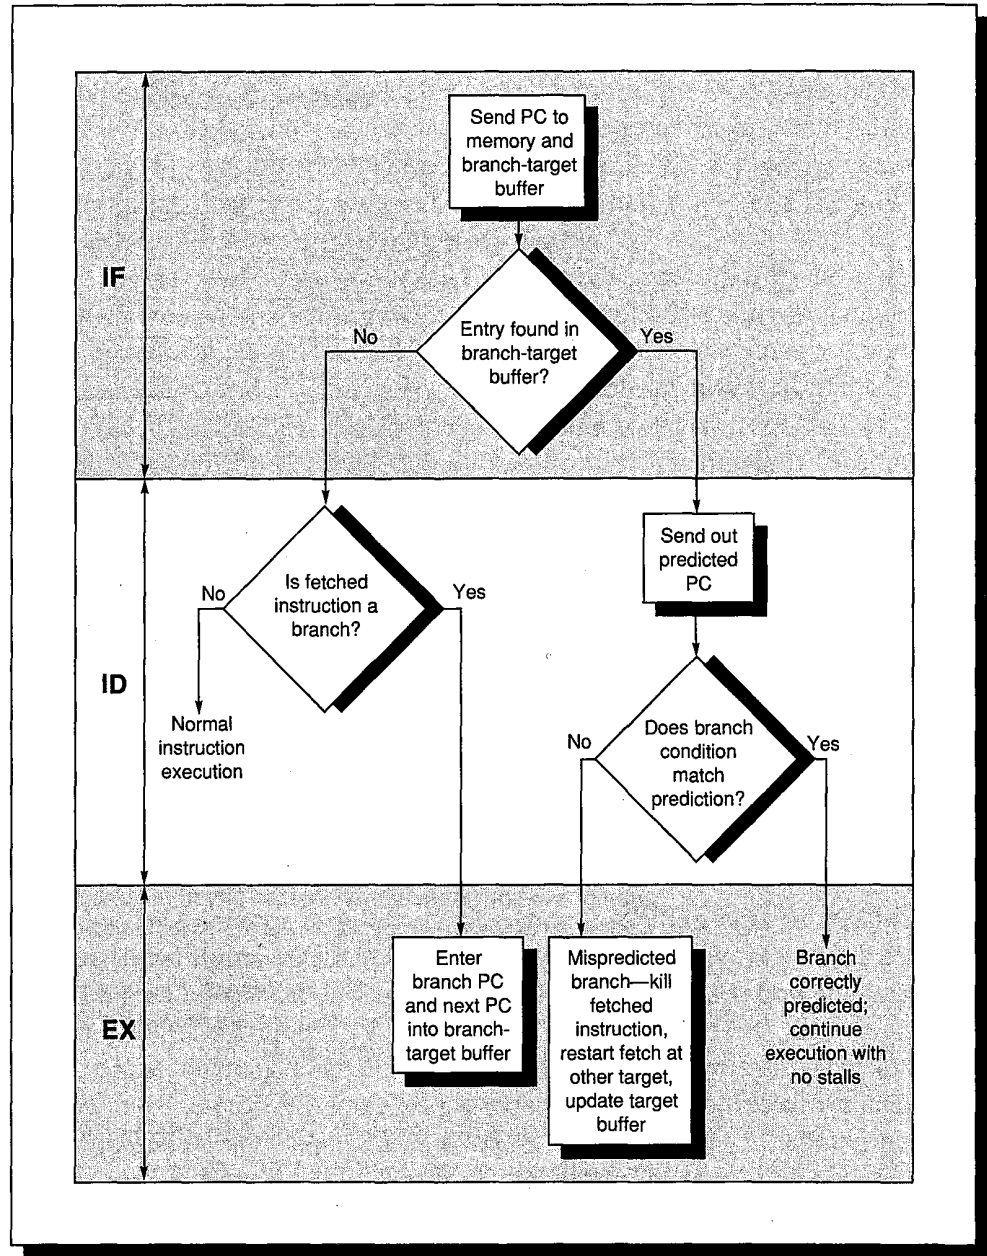 Send PC to
memory and
branch-target
buffer
IF
Entry found in
branch-target
buffer?
No
Yes
Is fetched
instruction a
branch?
No
Yes
Send out
predicted
PC
ID
Normal
instruction
execution
Does branch
condition
match
prediction?
No
Yes
EX
Enter
branch PC
and next PC
into branch-
target buffer
Mispredicted
branch—kill
fetched
instruction,
restart fetch at
other target,
update target
buffer
Branch
correctly
predicted;
continue
execution with
no stalls